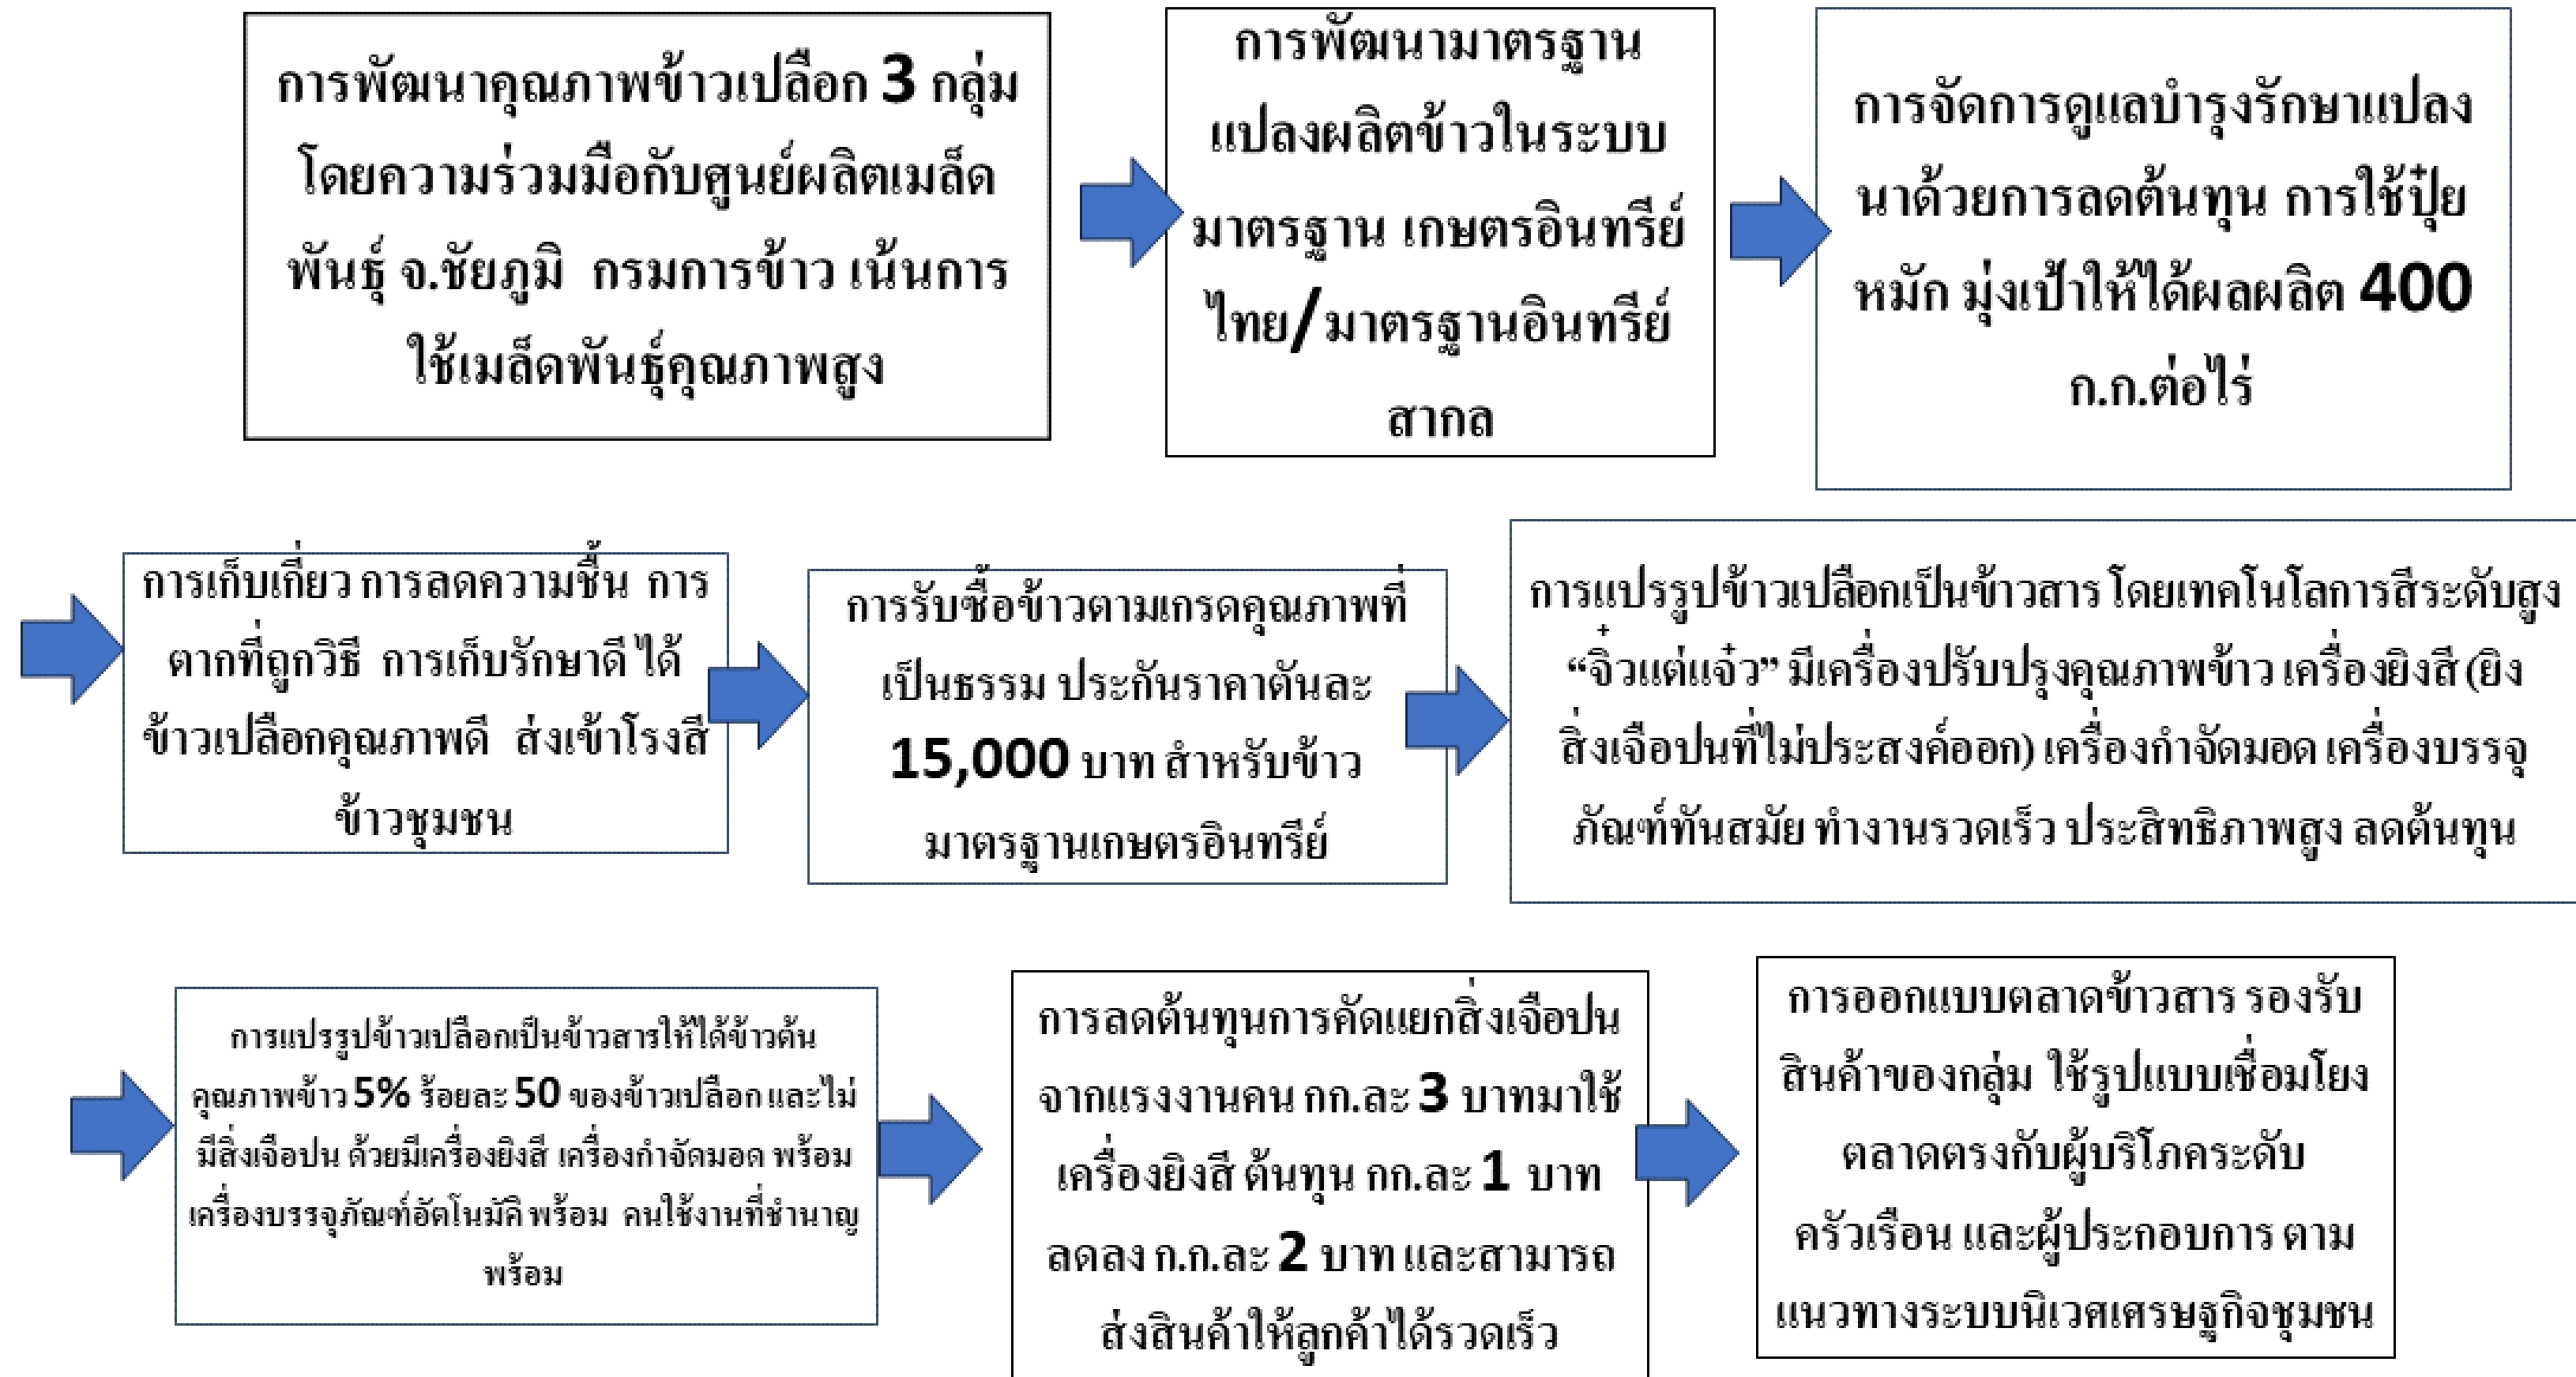 การพัฒนาคุณภาพข้าวเปลือก 3 กลุ่ม
โดยความร่วมมือกับศูนย์ผลิตเมล็ด
พันธุ์ จ.ชัยภูมิ กรมการข้าว เน้นการ
ใช้เมล็ดพันธุ์คุณภาพสูง
การพัฒนามาตรฐาน
แปลงผลิตข้าวในระบบ
มาตรฐาน เกษตรอินทรีย์
ไทย/มาตรฐานอินทรีย์
สากล
การจัดการดูแลบำรุงรักษาแปลง
นาด้วยการลดต้นทุน การใช้ปุ๋ย
หมัก มุ่งเป้าให้ได้ผลผลิต 400
ก.ก.ต่อไร่
การเก็บเกี่ยว การลดความชื้น การ
ตากที่ถูกวิธี การเก็บรักษาดี ได้
ข้าวเปลือกคุณภาพดี ส่งเข้าโรงสี
ข้าวชุมชน
การรับซื้อข้าวตามเกรดคุณภาพที่
เป็นธรรม ประกันราคาตันละ
15,000 บาท สำหรับข้าว
มาตรฐานเกษตรอินทรีย์
การแปรรูปข้าวเปลือกเป็นข้าวสาร โดยเทคโนโลการสีระดับสูง
“จิ๋วแต่แจ๋ว” มีเครื่องปรับปรุงคุณภาพข้าว เครื่องยิงสี (ยิง
สิ่งเจือปนที่ไม่ประสงค์ออก) เครื่องกำจัดมอด เครื่องบรรจุ
ภัณฑ์ทันสมัย ทำงานรวดเร็ว ประสิทธิภาพสูง ลดต้นทุน
การแปรรูปข้าวเปลือกเป็นข้าวสารให้ได้ข้าวต้น
คุณภาพข้าว 5% ร้อยละ 50 ของข้าวเปลือก และไม่
มีสิ่งเจือปน ด้วยมีเครื่องยิงสี เครื่องกำจัดมอด พร้อม
เครื่องบรรจุภัณฑ์อัตโนมัคิ พร้อม คนใช้งานที่ชำนาญ
พร้อม
การลดต้นทุนการคัดแยกสิ่งเจือปน
จากแรงงานคน กก.ละ 3 บาทมาใช้
เครื่องยิงสี ต้นทุน กก.ละ 1 บาท
ลดลง ก.ก.ละ 2 บาท และสามารถ
ส่งสินค้าให้ลูกค้าได้รวดเร็ว
การออกแบบตลาดข้าวสาร รองรับ
สินค้าของกลุ่ม ใช้รูปแบบเชื่อมโยง
ตลาดตรงกับผู้บริโภคระดับ
ครัวเรือน และผู้ประกอบการ ตาม
แนวทางระบบนิเวศเศรษฐกิจชุมชน